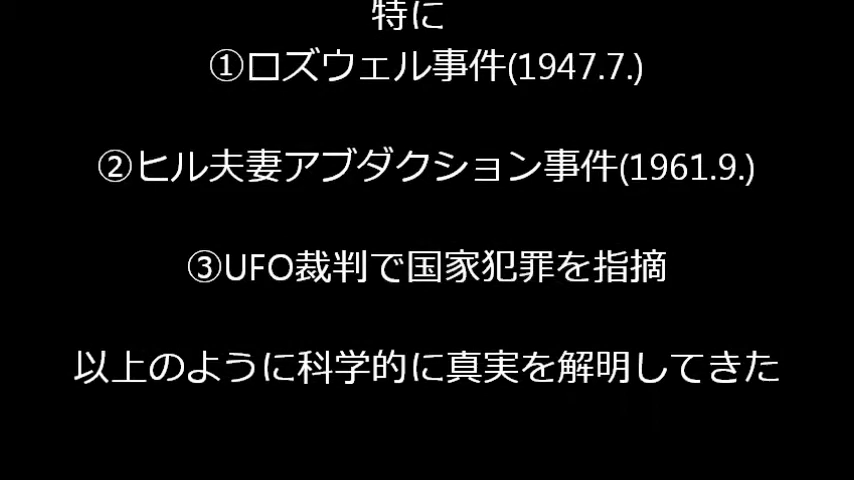 特に
①ロズウェル事件(1947.7.)
②ヒル夫妻アブダクション事件(1961.9.)
③UFO裁判で国家犯罪を指摘
以上のように科学的に真実を解明してきた